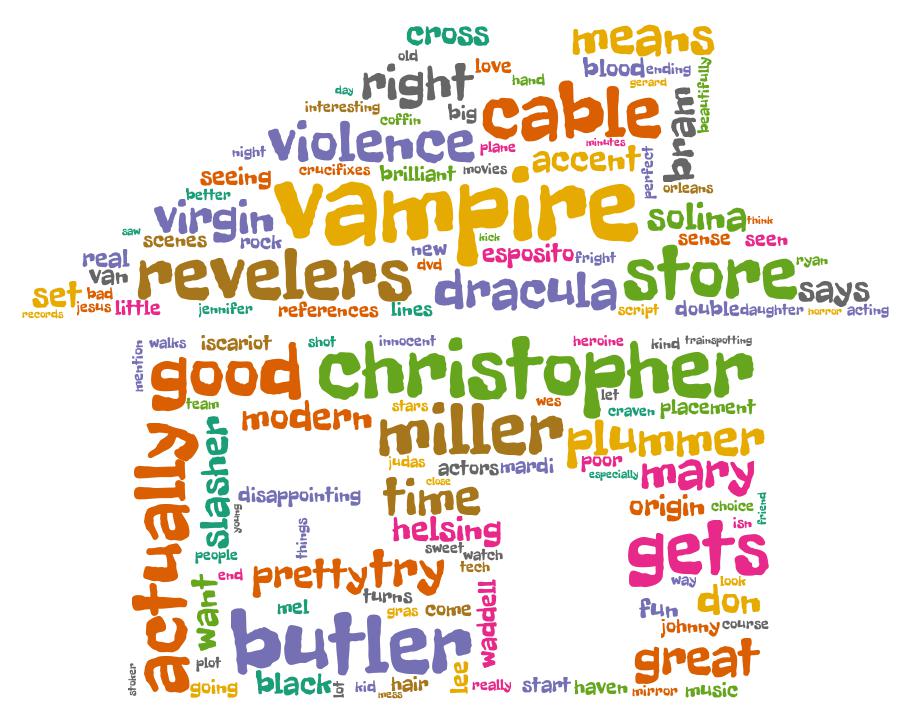 cross
means
old
right
love
hand
blood
ending
gerard
beautifully
day
interesting
coffin
big
cable
bram
night
violence
plane
minutes
accent
perfect
seeing
crucifixes
brilliant
movies
orleans
better
vampire
virgin
solina
think
saw
scenes
rock
kick
sense
seen
real
van
revelers
new
dvd
esposito
fright
store
ryan
set
bad
dracula
says
records
jesus
little
jennifer
references
lines
script
double
daughter
horror
acting
mention
walks
iscariot
shot
innocent
heroine
kind
trainspotting
good
christopher
team
modern
stars
wes
let
craven
placement
actually
slasher
miller
plummer
judas
actors
mardi
poor
especially
mary
close
disappointing
time
young
origin
choice
friend
things
helsing
isn
people
sweet
watch
gets
end
pretty
try
tech
way
look
want
turns
mel
gras
come
waddell
fun
don
butler
johnny
course
stoker
plot
great
going
black
lot
kid
hair
mess
lee
really
start
haven
mirror
music